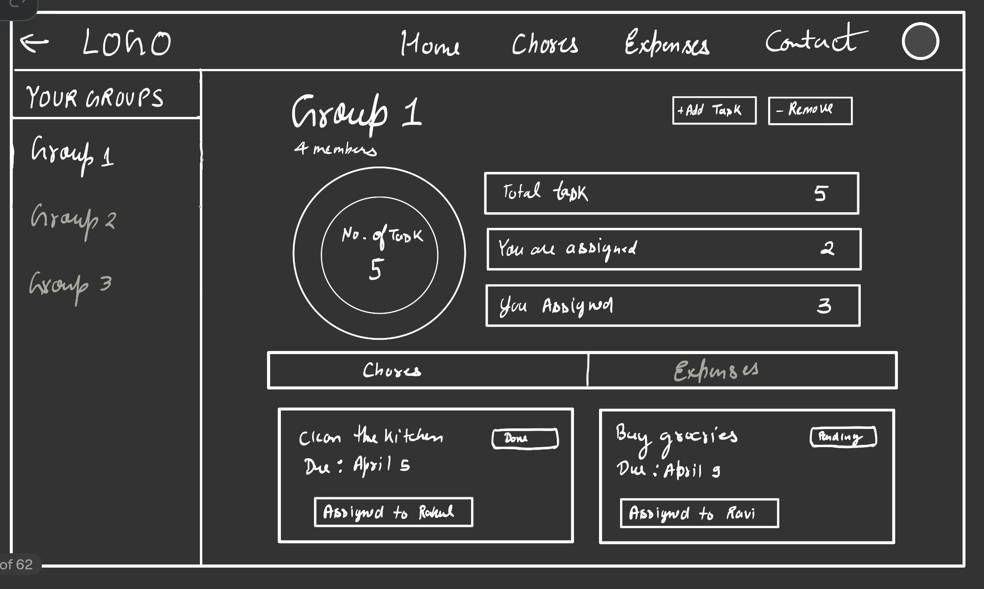 ← LOGO Home Chores Expenses Contact
YOUR GROUPS
Group 1
Group 2
Group 3
Group 1
4 members
+ Add Task - Remove
No. of Task
5
Total task 5
You are assigned 2
You Assigned 3
Chores Expenses
Clean the Kitchen Done
Due : April 5
Assigned to Rahul
Buy groceries Pending
Due : April 9
Assigned to Ravi
of 62